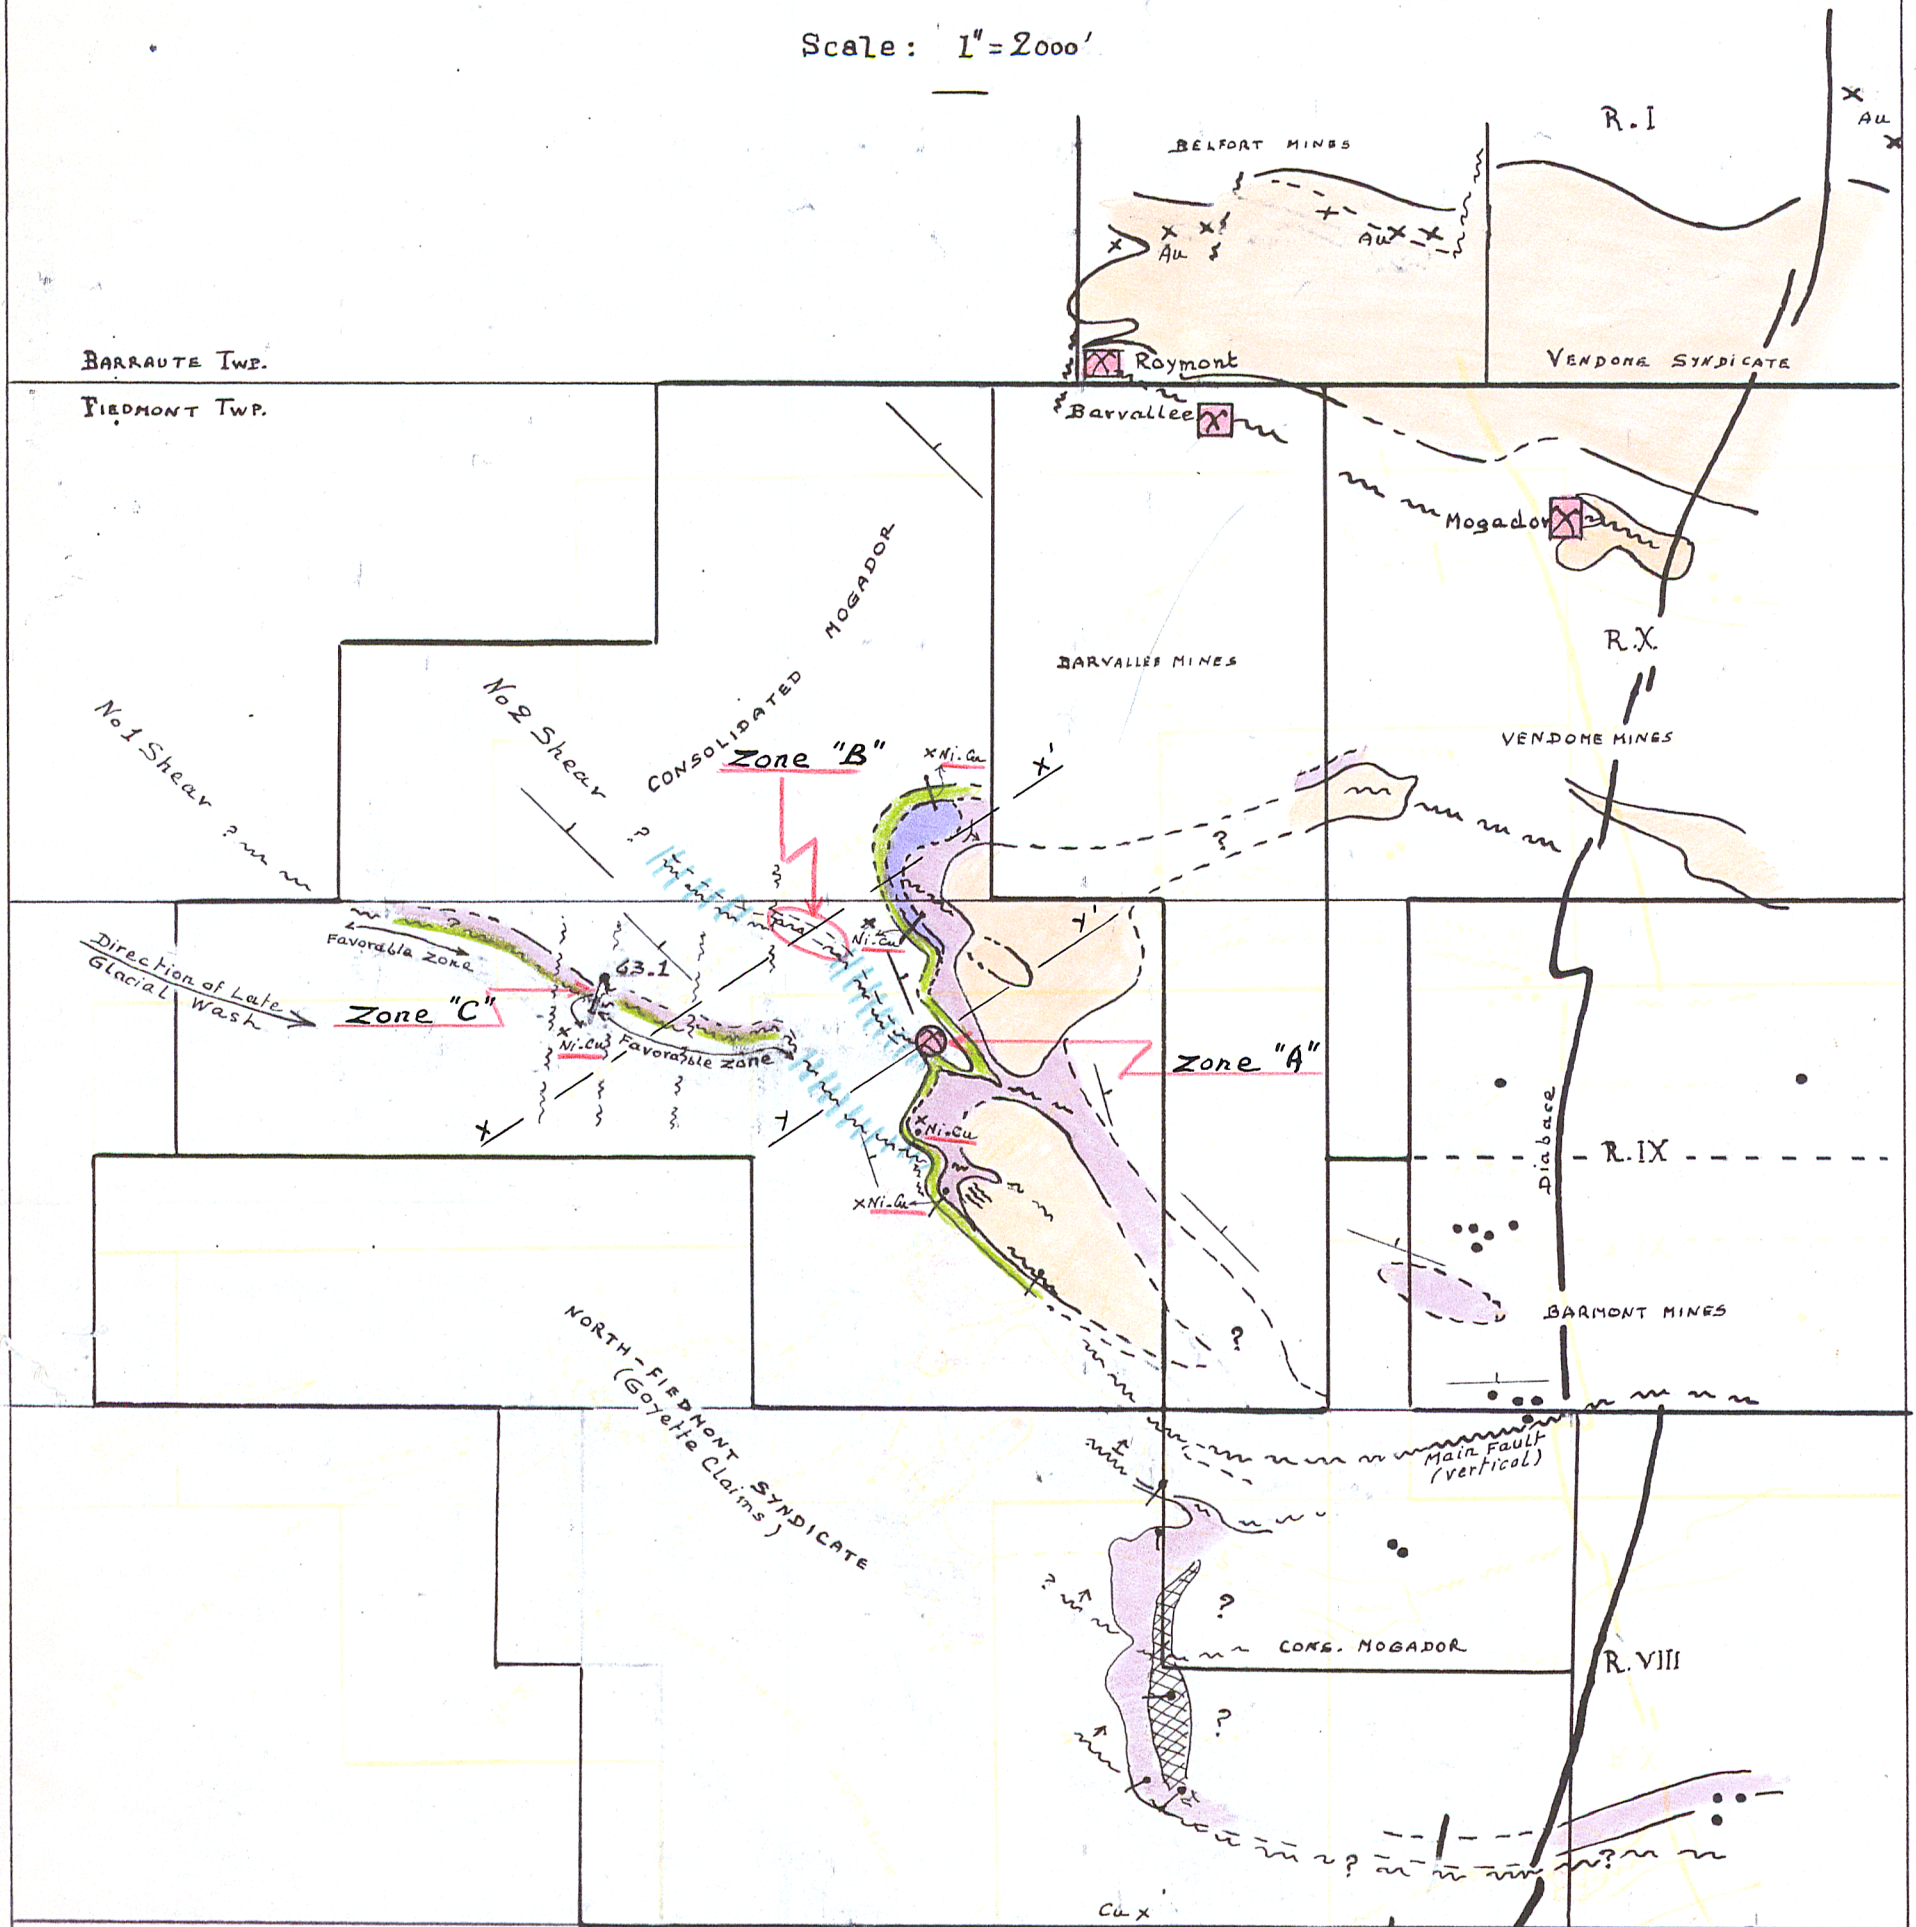 Scale: 1"=2000'
R.I
x
Au
x
BELFORT MINES
x
x
x
Au
x
Au
x
x
BARRAUTE TWP.
x
Roymont
VENDOME SYNDICATE
FIEDMONT TWP.
Barvallee
x
Mogador
x
R.X.
CONSOLIDATED MOGADOR
BARVALLEE MINES
No 1 Shear ?
No 2 Shear ?
VENDOME MINES
Zone "B"
x Ni-Cu
X'
?
Y'
x
Ni-Cu
Favorable zone
Direction of Late
Glacial Wash
63.1
Zone "C"
x
Ni-Cu
Favorable zone
Zone "A"
X
Y
x
Ni-Cu
x Ni-Cu
Diabase
R.IX
BARMONT MINES
?
NORTH-FIEDMONT SYNDICATE
(Goyette Claims)
Main Fault
(vertical)
?
?
CONS. MOGADOR
R.VIII
?
?
?
Cu x